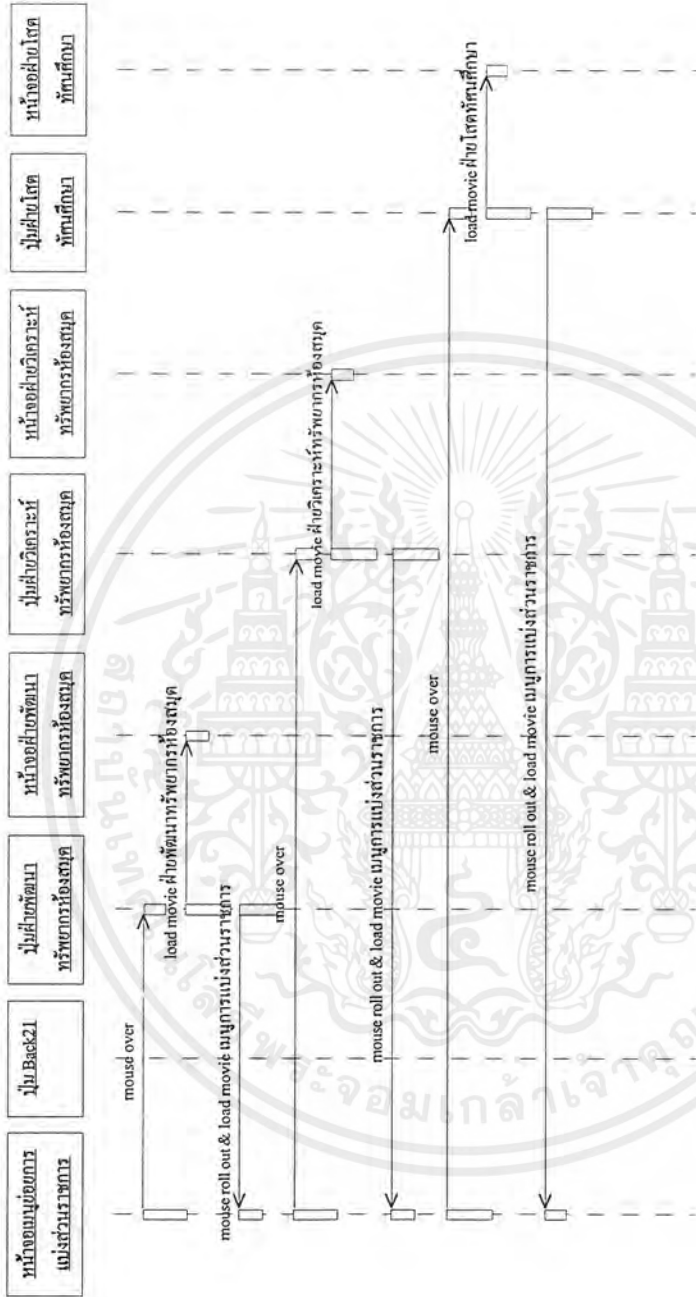 หน้าจอเมนูย่อยการ
แบ่งส่วนราชการ
ปุ่ม Back21
ปุ่มฝ่ายพัฒนา
ทรัพยากรห้องสมุด
หน้าจอฝ่ายพัฒนา
ทรัพยากรห้องสมุด
ปุ่มฝ่ายวิเคราะห์
ทรัพยากรห้องสมุด
หน้าจอฝ่ายวิเคราะห์
ทรัพยากรห้องสมุด
ปุ่มฝ่ายโสต
ทัศนศึกษา
หน้าจอฝ่ายโสต
ทัศนศึกษา
mouse over
load movie ฝ่ายพัฒนาทรัพยากรห้องสมุด
mouse roll out & load movie เมนูการแบ่งส่วนราชการ
mouse over
load movie ฝ่ายวิเคราะห์ทรัพยากรห้องสมุด
mouse roll out & load movie เมนูการแบ่งส่วนราชการ
mouse over
load movie ฝ่ายโสตทัศนศึกษา
mouse roll out & load movie เมนูการแบ่งส่วนราชการ